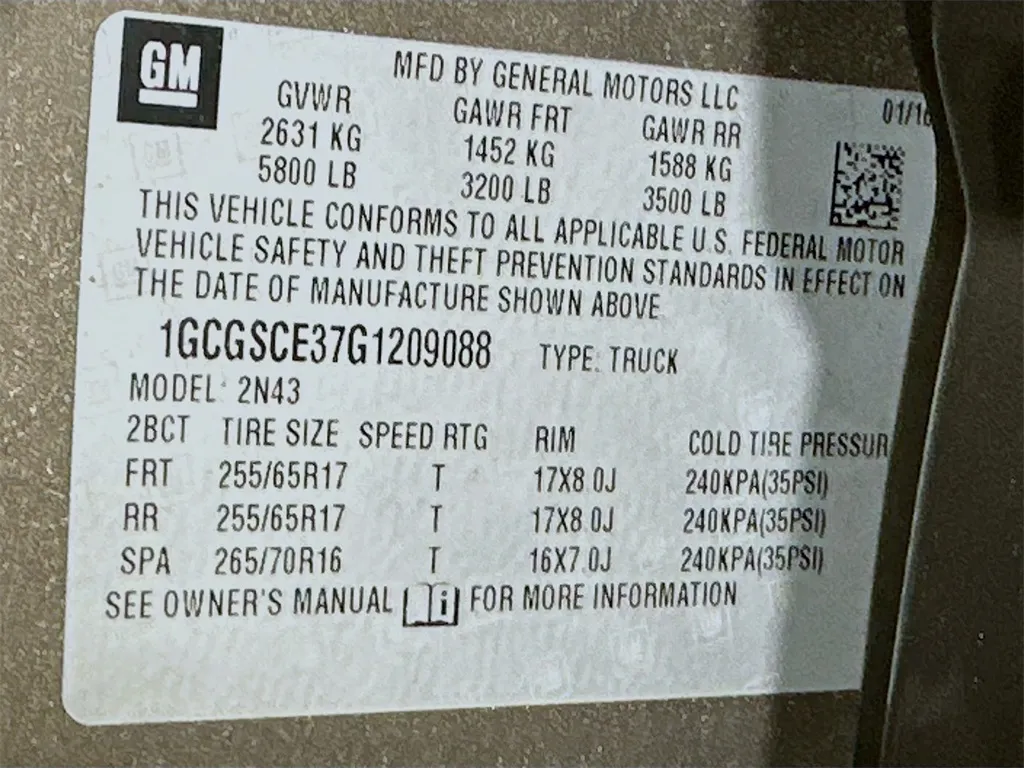 GM
MFD BY GENERAL MOTORS LLC
01/16
GVWR GAWR FRT GAWR RR
2631 KG 1452 KG 1588 KG
5800 LB 3200 LB 3500 LB
THIS VEHICLE CONFORMS TO ALL APPLICABLE U.S. FEDERAL MOTOR
VEHICLE SAFETY AND THEFT PREVENTION STANDARDS IN EFFECT ON
THE DATE OF MANUFACTURE SHOWN ABOVE.
1GCGSCE37G1209088 TYPE: TRUCK
MODEL: 2N43
2BCT TIRE SIZE SPEED RTG RIM COLD TIRE PRESSUR
FRT 255/65R17 T 17X8.0J 240KPA(35PSI)
RR 255/65R17 T 17X8.0J 240KPA(35PSI)
SPA 265/70R16 T 16X7.0J 240KPA(35PSI)
SEE OWNER'S MANUAL i FOR MORE INFORMATION